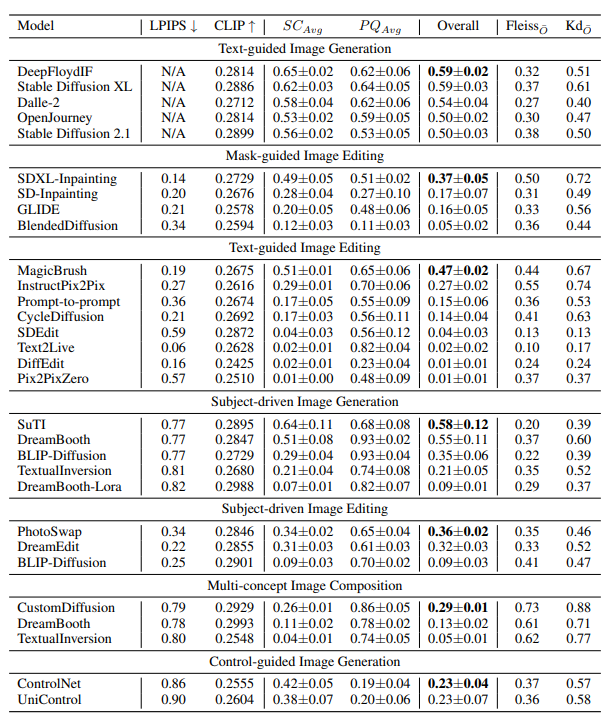 Model LPIPS ↓ CLIP ↑ SC_Avg PQ_Avg Overall Fleiss_Ō Kd_Ō
Text-guided Image Generation
DeepFloydIF N/A 0.2814 0.65±0.02 0.62±0.06 0.59±0.02 0.32 0.51
Stable Diffusion XL N/A 0.2886 0.62±0.03 0.64±0.05 0.59±0.03 0.37 0.61
Dalle-2 N/A 0.2712 0.58±0.04 0.62±0.06 0.54±0.04 0.27 0.40
OpenJourney N/A 0.2814 0.53±0.02 0.59±0.05 0.50±0.02 0.30 0.47
Stable Diffusion 2.1 N/A 0.2899 0.56±0.02 0.53±0.05 0.50±0.03 0.38 0.50
Mask-guided Image Editing
SDXL-Inpainting 0.14 0.2729 0.49±0.05 0.51±0.02 0.37±0.05 0.50 0.72
SD-Inpainting 0.20 0.2676 0.28±0.04 0.27±0.10 0.17±0.07 0.31 0.49
GLIDE 0.21 0.2578 0.20±0.05 0.48±0.06 0.16±0.05 0.33 0.56
BlendedDiffusion 0.34 0.2594 0.12±0.03 0.11±0.03 0.05±0.02 0.36 0.44
Text-guided Image Editing
MagicBrush 0.19 0.2675 0.51±0.01 0.65±0.06 0.47±0.02 0.44 0.67
InstructPix2Pix 0.27 0.2616 0.29±0.01 0.70±0.06 0.27±0.02 0.55 0.74
Prompt-to-prompt 0.36 0.2674 0.17±0.05 0.55±0.09 0.15±0.06 0.36 0.53
CycleDiffusion 0.21 0.2692 0.17±0.03 0.56±0.11 0.14±0.04 0.41 0.63
SDEdit 0.59 0.2872 0.04±0.03 0.56±0.12 0.04±0.03 0.13 0.13
Text2Live 0.06 0.2628 0.02±0.01 0.82±0.04 0.02±0.02 0.10 0.17
DiffEdit 0.16 0.2425 0.02±0.01 0.23±0.04 0.01±0.01 0.24 0.24
Pix2PixZero 0.57 0.2510 0.01±0.00 0.48±0.09 0.01±0.01 0.37 0.37
Subject-driven Image Generation
SuTI 0.77 0.2895 0.64±0.11 0.68±0.08 0.58±0.12 0.20 0.39
DreamBooth 0.77 0.2847 0.51±0.08 0.93±0.02 0.55±0.11 0.37 0.60
BLIP-Diffusion 0.77 0.2729 0.29±0.04 0.93±0.04 0.35±0.06 0.22 0.39
TextualInversion 0.81 0.2680 0.21±0.04 0.74±0.08 0.21±0.05 0.35 0.52
DreamBooth-Lora 0.82 0.2988 0.07±0.01 0.82±0.07 0.09±0.01 0.29 0.37
Subject-driven Image Editing
PhotoSwap 0.34 0.2846 0.34±0.02 0.65±0.04 0.36±0.02 0.35 0.46
DreamEdit 0.22 0.2855 0.31±0.03 0.61±0.03 0.32±0.03 0.33 0.52
BLIP-Diffusion 0.25 0.2901 0.09±0.03 0.70±0.02 0.09±0.03 0.41 0.47
Multi-concept Image Composition
CustomDiffusion 0.79 0.2929 0.26±0.01 0.86±0.05 0.29±0.01 0.73 0.88
DreamBooth 0.78 0.2993 0.11±0.02 0.78±0.02 0.13±0.02 0.61 0.71
TextualInversion 0.80 0.2548 0.04±0.01 0.74±0.05 0.05±0.01 0.62 0.77
Control-guided Image Generation
ControlNet 0.86 0.2555 0.42±0.05 0.19±0.04 0.23±0.04 0.37 0.57
UniControl 0.90 0.2604 0.38±0.07 0.20±0.06 0.23±0.07 0.36 0.58